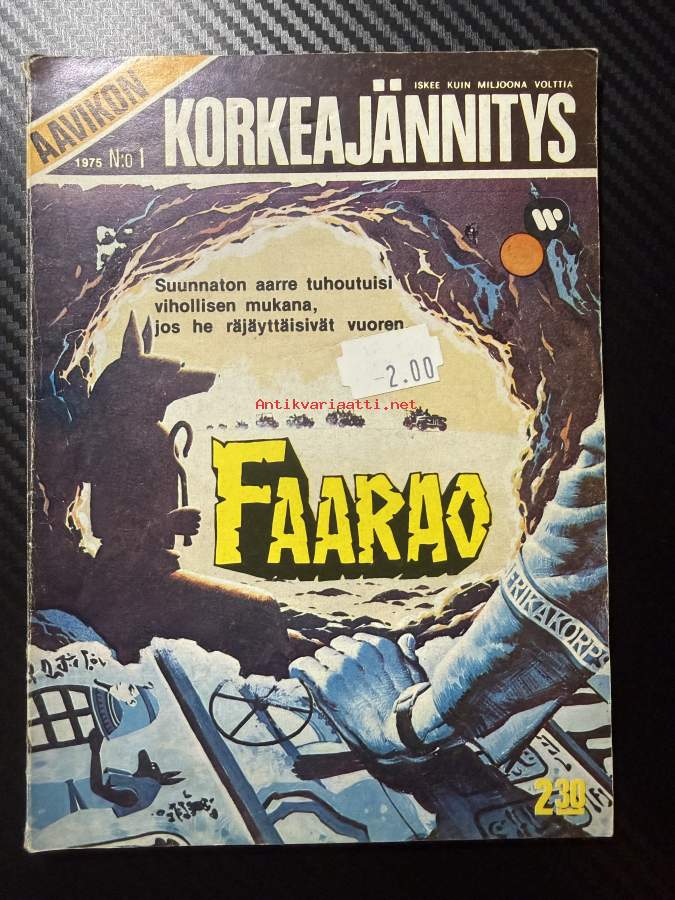 AAVIKON
ISKEE KUIN MILJOONA VOLTTIA
KORKEAJÄNNITYS
1975 N:o 1
Suunnaton aarre tuhoutuisi
vihollisen mukana,
jos he räjäyttäisivät vuoren
-2.00
Antikvariaatti.net
FAARAO
FRIKAKORPS
2.30